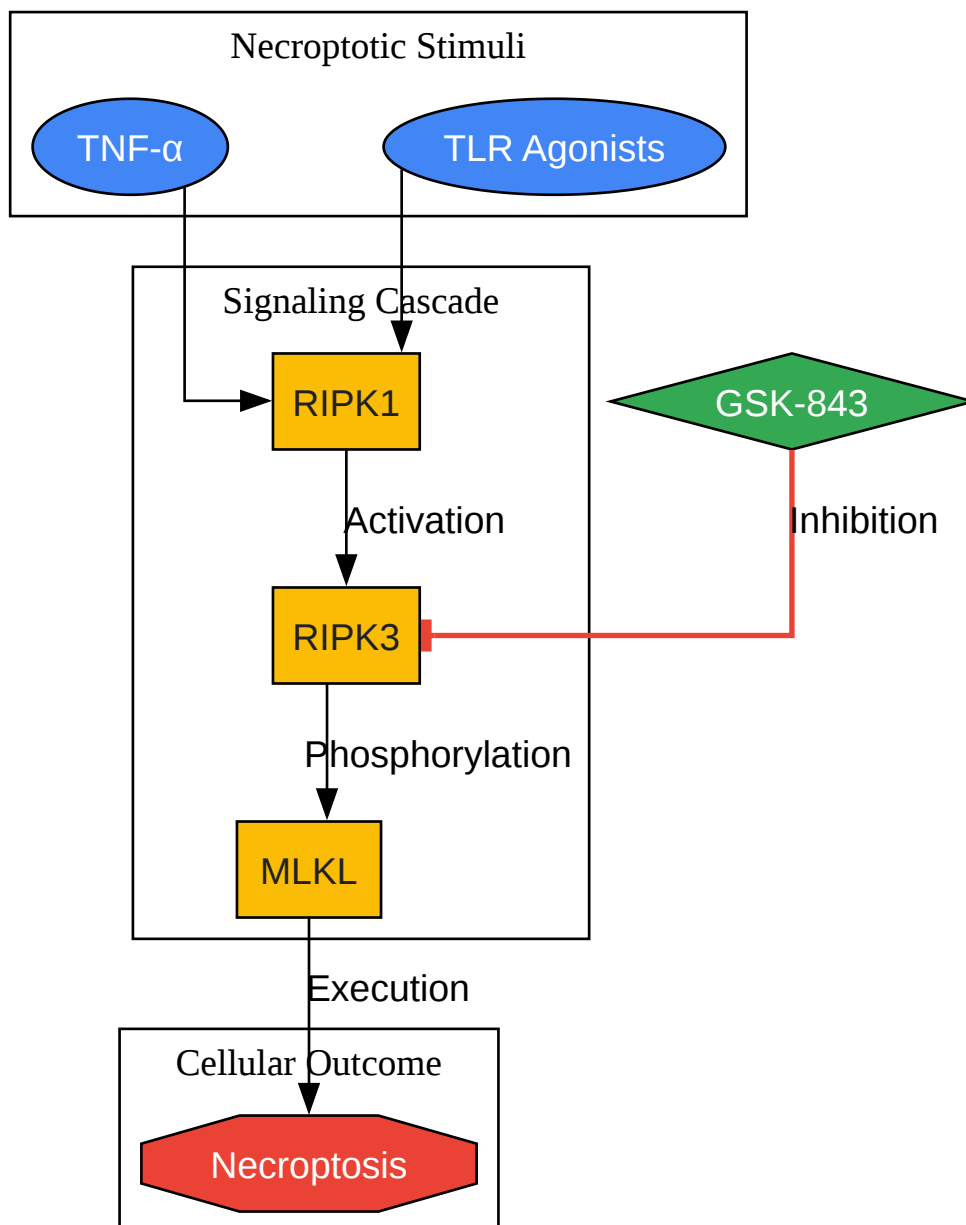 Necroptotic Stimuli
TNF-α
TLR Agonists
Signaling Cascade
RIPK1
GSK-843
Activation
Inhibition
RIPK3
Phosphorylation
MLKL
Execution
Cellular Outcome
Necroptosis